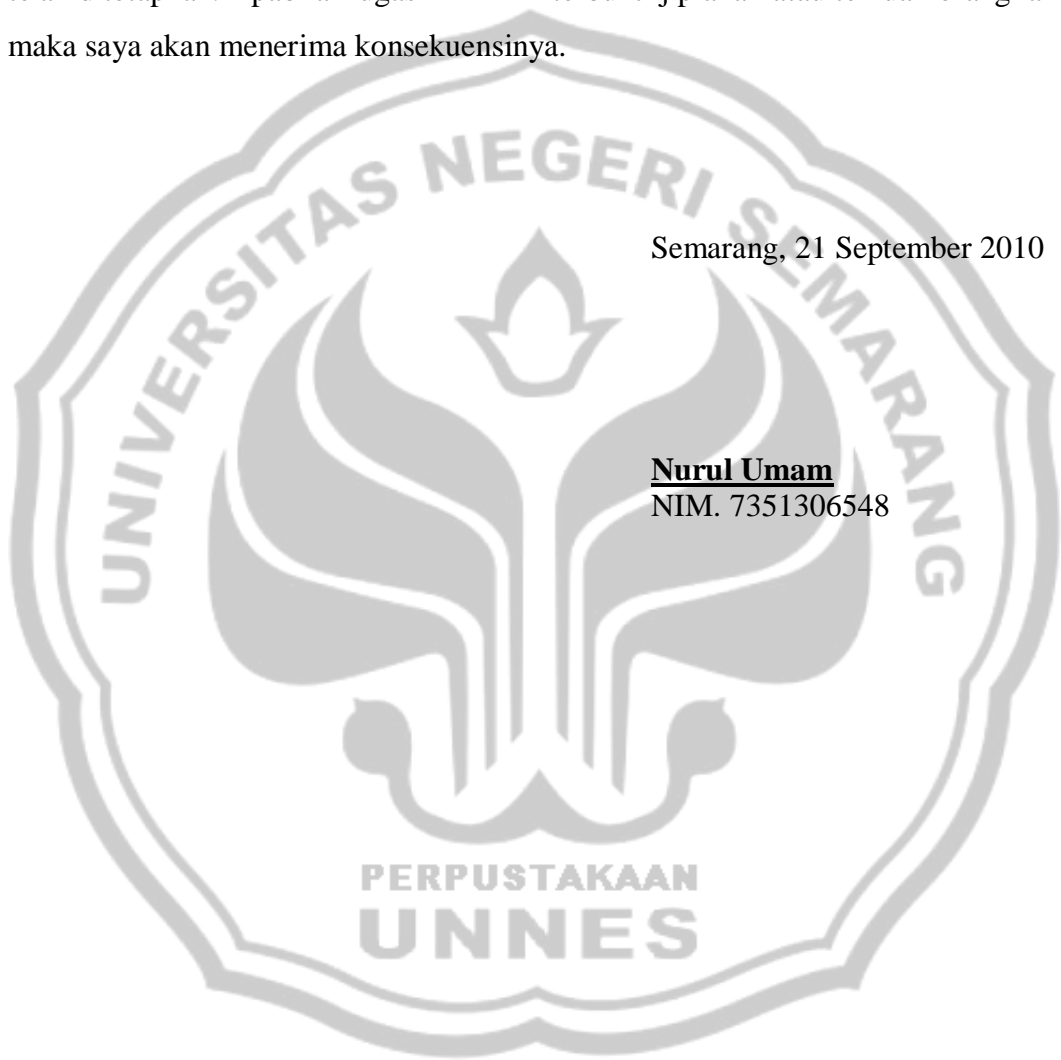 maka saya akan menerima konsekuensinya.
UNIVERSITAS NEGERI SEMARANG
Semarang, 21 September 2010
Nurul Umam
NIM. 7351306548
PERPUSTAKAAN
UNNES